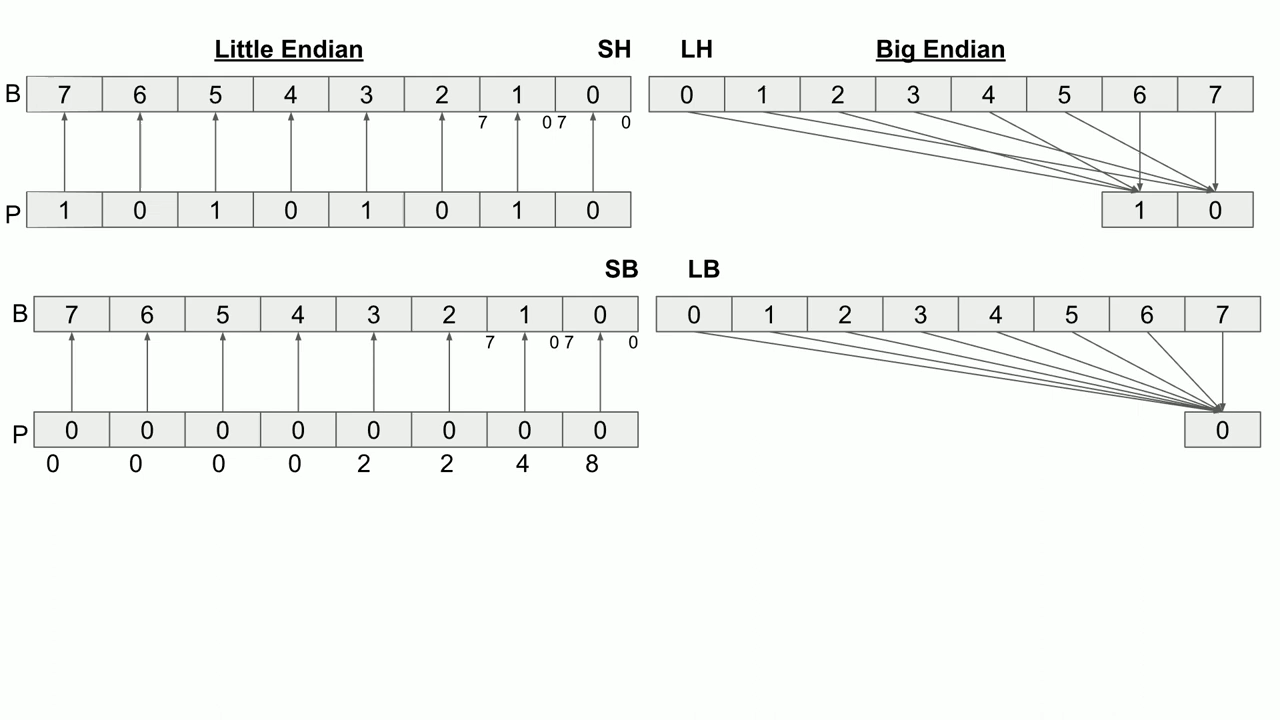 Little Endian SH LH Big Endian
B 7 6 5 4 3 2 1 0 0 1 2 3 4 5 6 7
7 0 7 0
P 1 0 1 0 1 0 1 0 1 0
SB LB
B 7 6 5 4 3 2 1 0 0 1 2 3 4 5 6 7
7 0 7 0
P 0 0 0 0 0 0 0 0 0
0 0 0 0 2 2 4 8